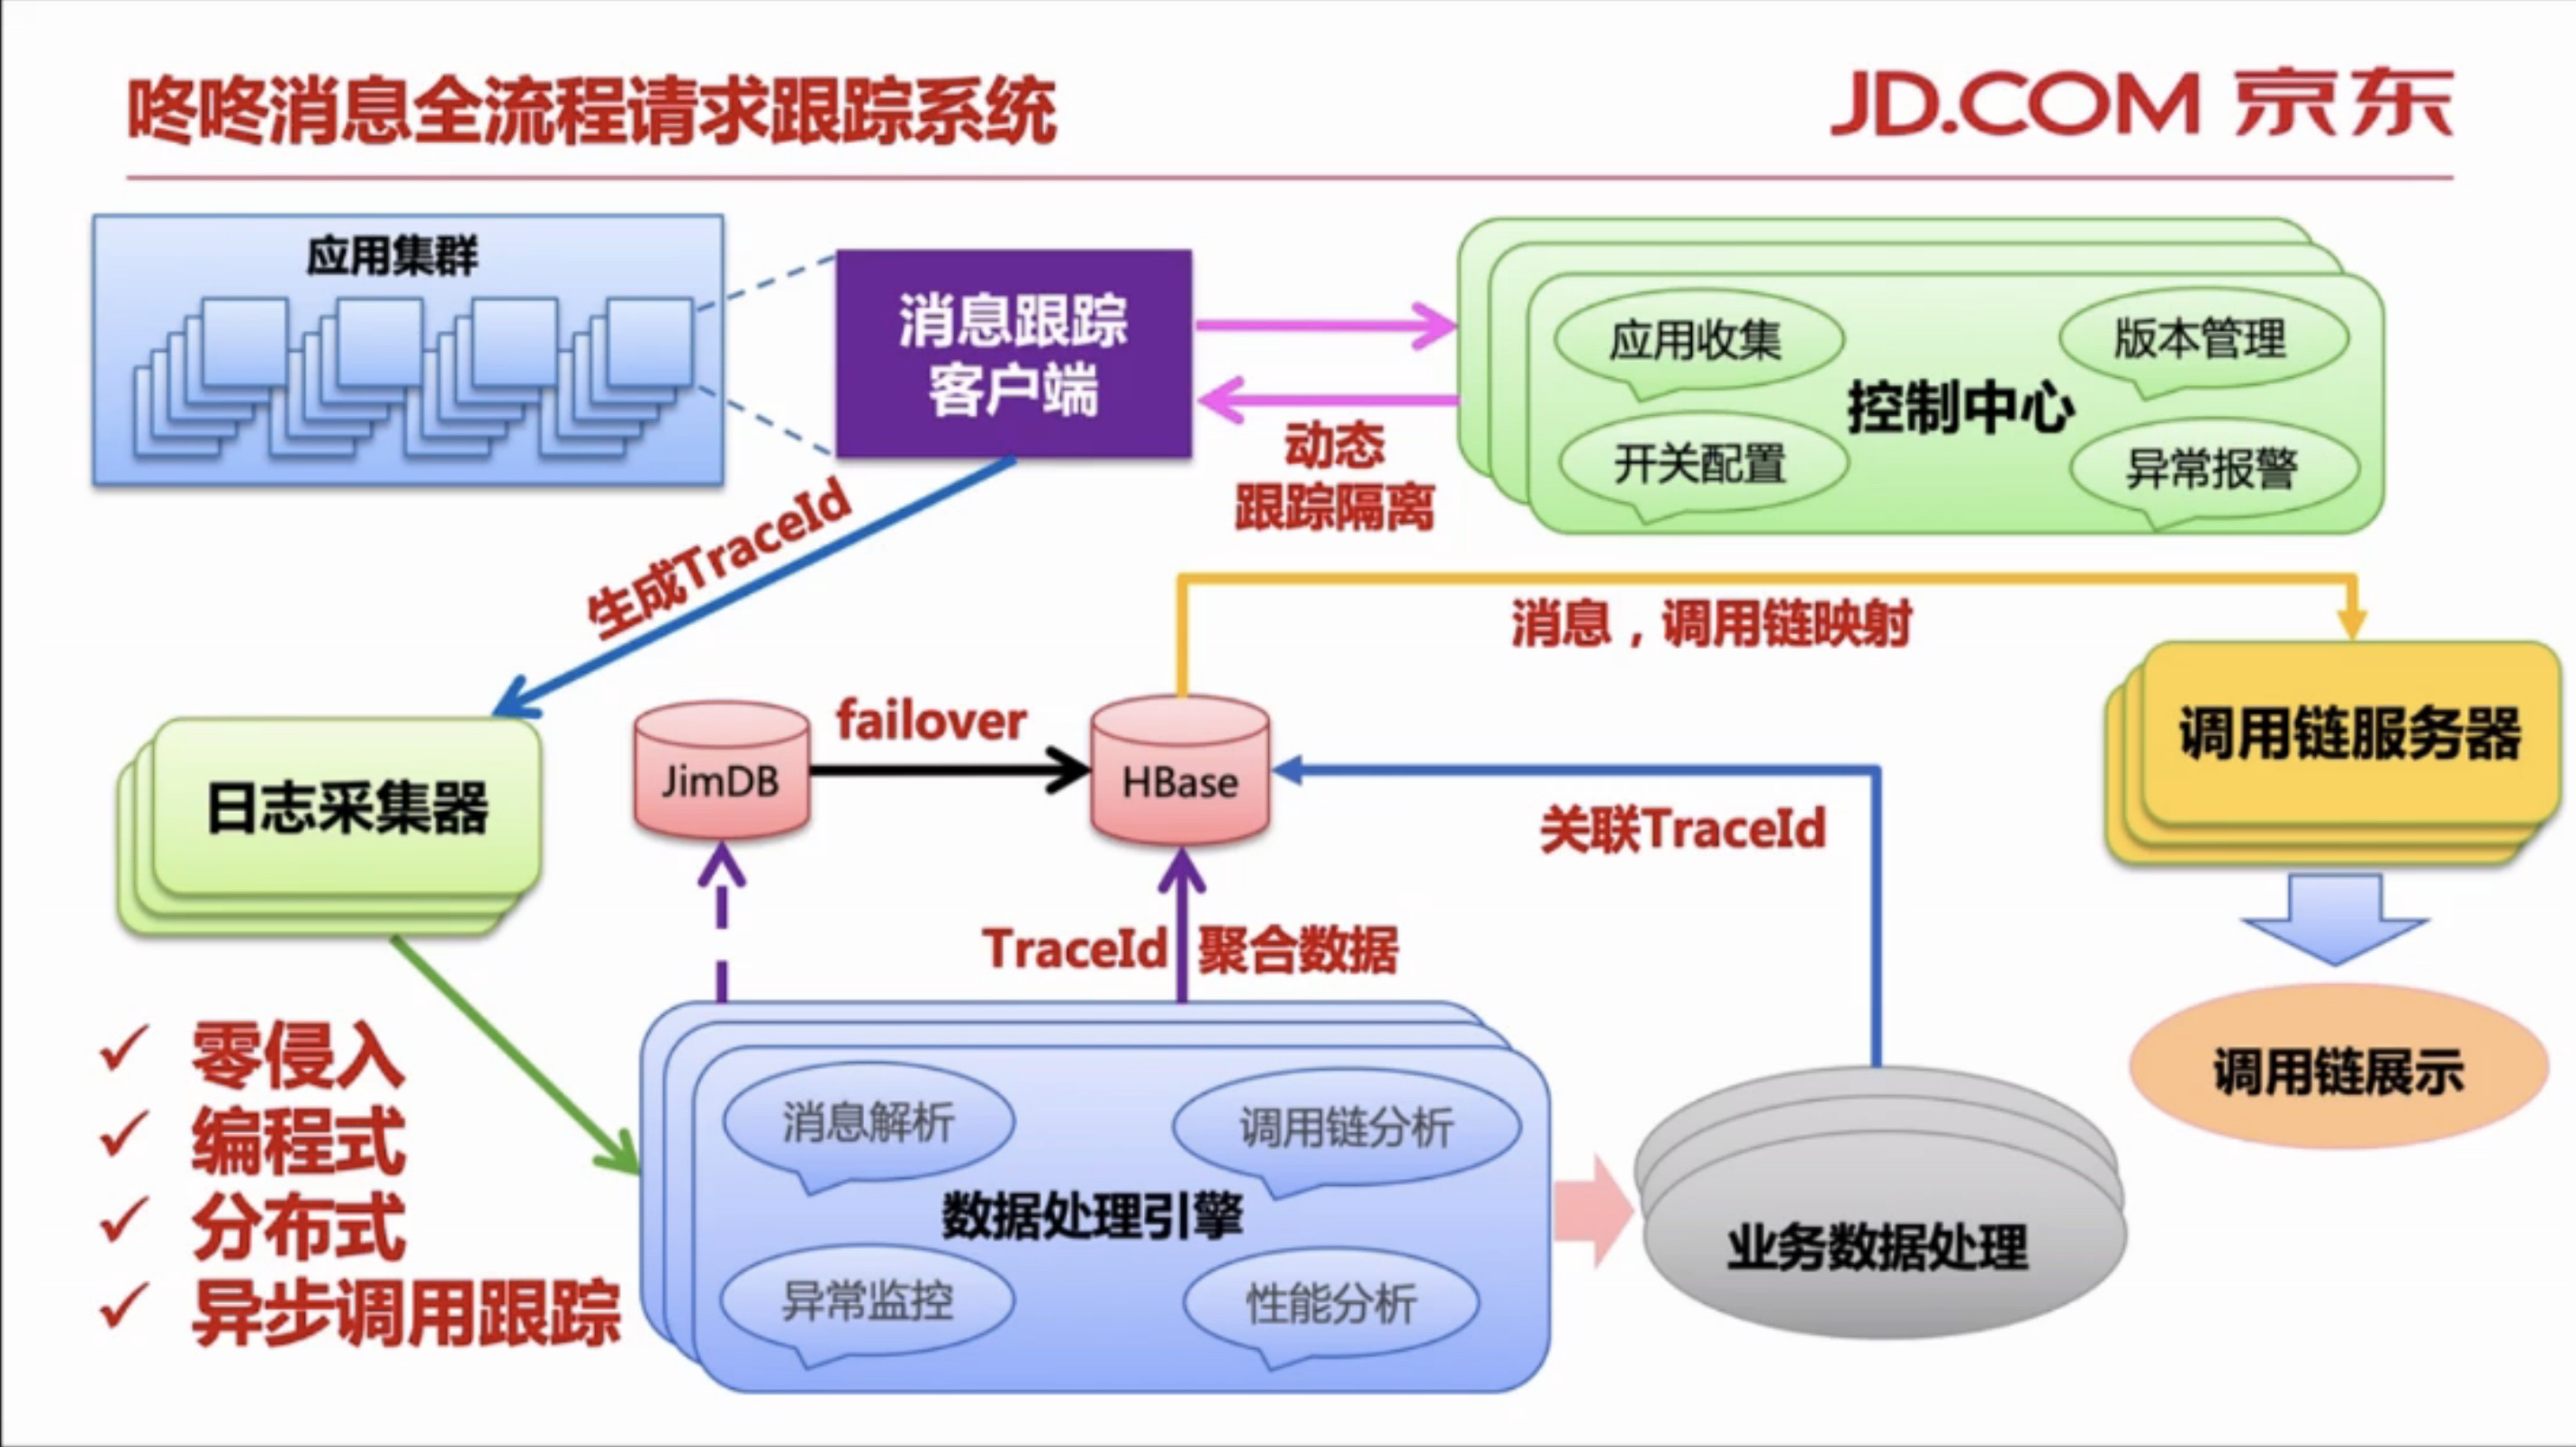 咚咚消息全流程请求跟踪系统
JD.COM 京东
应用集群
消息跟踪
客户端
应用收集
版本管理
控制中心
开关配置
异常报警
动态
跟踪隔离
生成TraceId
消息，调用链映射
调用链服务器
failover
JimDB
HBase
日志采集器
关联TraceId
TraceId 聚合数据
调用链展示
✓ 零侵入
✓ 编程式
✓ 分布式
✓ 异步调用跟踪
消息解析
调用链分析
数据处理引擎
异常监控
性能分析
业务数据处理